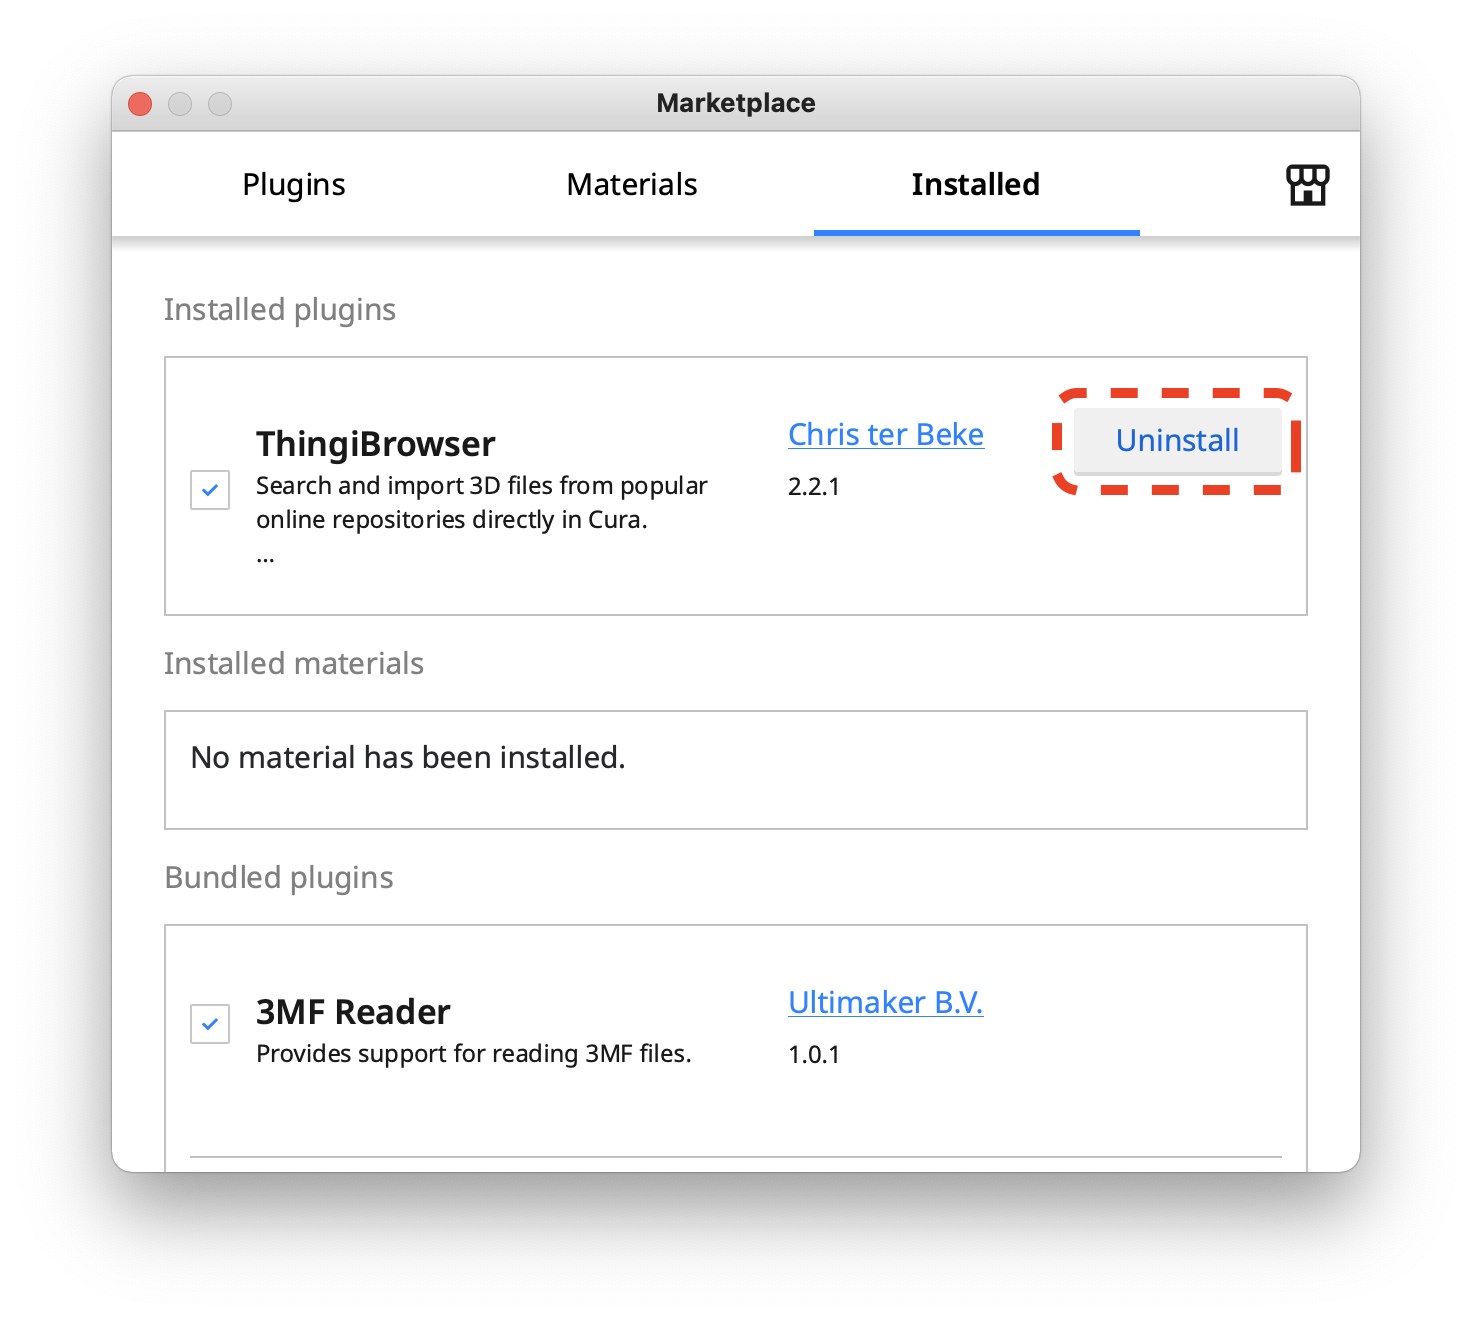 Marketplace
Plugins
Materials
Installed
Installed plugins
ThingiBrowser
Search and import 3D files from popular
online repositories directly in Cura.
...
Chris ter Beke
2.2.1
Uninstall
Installed materials
No material has been installed.
Bundled plugins
3MF Reader
Provides support for reading 3MF files.
Ultimaker B.V.
1.0.1